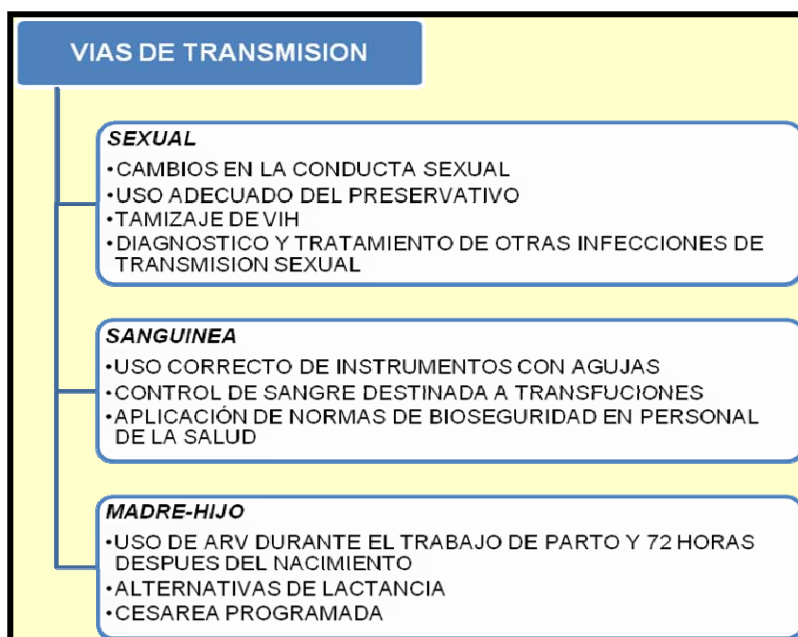 VIAS DE TRANSMISION
SEXUAL
•CAMBIOS EN LA CONDUCTA SEXUAL
•USO ADECUADO DEL PRESERVATIVO
•TAMIZAJE DE VIH
•DIAGNOSTICO Y TRATAMIENTO DE OTRAS INFECCIONES DE
TRANSMISION SEXUAL
SANGUINEA
•USO CORRECTO DE INSTRUMENTOS CON AGUJAS
•CONTROL DE SANGRE DESTINADA A TRANSFUCIONES
•APLICACIÓN DE NORMAS DE BIOSEGURIDAD EN PERSONAL
DE LA SALUD
MADRE-HIJO
•USO DE ARV DURANTE EL TRABAJO DE PARTO Y 72 HORAS
DESPUES DEL NACIMIENTO
•ALTERNATIVAS DE LACTANCIA
•CESAREA PROGRAMADA